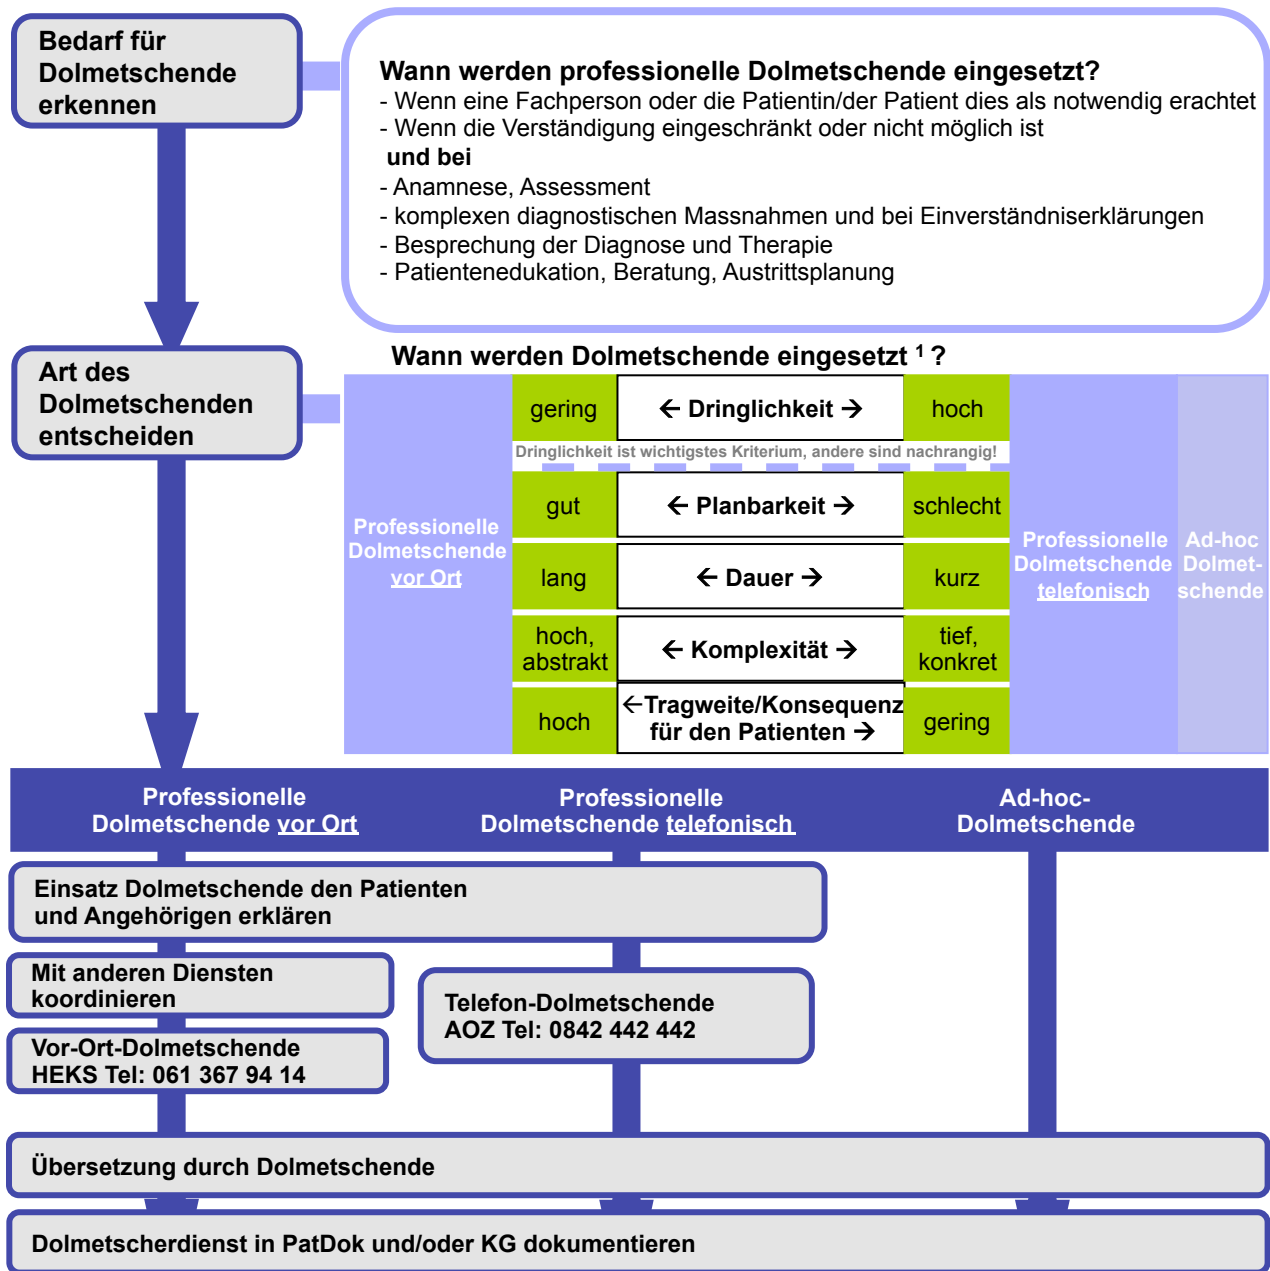 Bedarf für
Dolmetschende
erkennen
Wann werden professionelle Dolmetschende eingesetzt?
- Wenn eine Fachperson oder die Patientin/der Patient dies als notwendig erachtet
- Wenn die Verständigung eingeschränkt oder nicht möglich ist
und bei
- Anamnese, Assessment
- komplexen diagnostischen Massnahmen und bei Einverständniserklärungen
- Besprechung der Diagnose und Therapie
- Patientenedukation, Beratung, Austrittsplanung
Art des
Dolmetschenden
entscheiden
Wann werden Dolmetschende eingesetzt ¹ ?
Professionelle
Dolmetschende
vor Ort
gering
← Dringlichkeit →
hoch
Dringlichkeit ist wichtigstes Kriterium, andere sind nachrangig!
gut
← Planbarkeit →
schlecht
lang
← Dauer →
kurz
hoch,
abstrakt
← Komplexität →
tief,
konkret
hoch
←Tragweite/Konsequenz
für den Patienten →
gering
Professionelle
Dolmetschende
telefonisch
Ad-hoc
Dolmet-
schende
Professionelle
Dolmetschende vor Ort
Professionelle
Dolmetschende telefonisch
Ad-hoc-
Dolmetschende
Einsatz Dolmetschende den Patienten
und Angehörigen erklären
Mit anderen Diensten
koordinieren
Telefon-Dolmetschende
AOZ Tel: 0842 442 442
Vor-Ort-Dolmetschende
HEKS Tel: 061 367 94 14
Übersetzung durch Dolmetschende
Dolmetscherdienst in PatDok und/oder KG dokumentieren